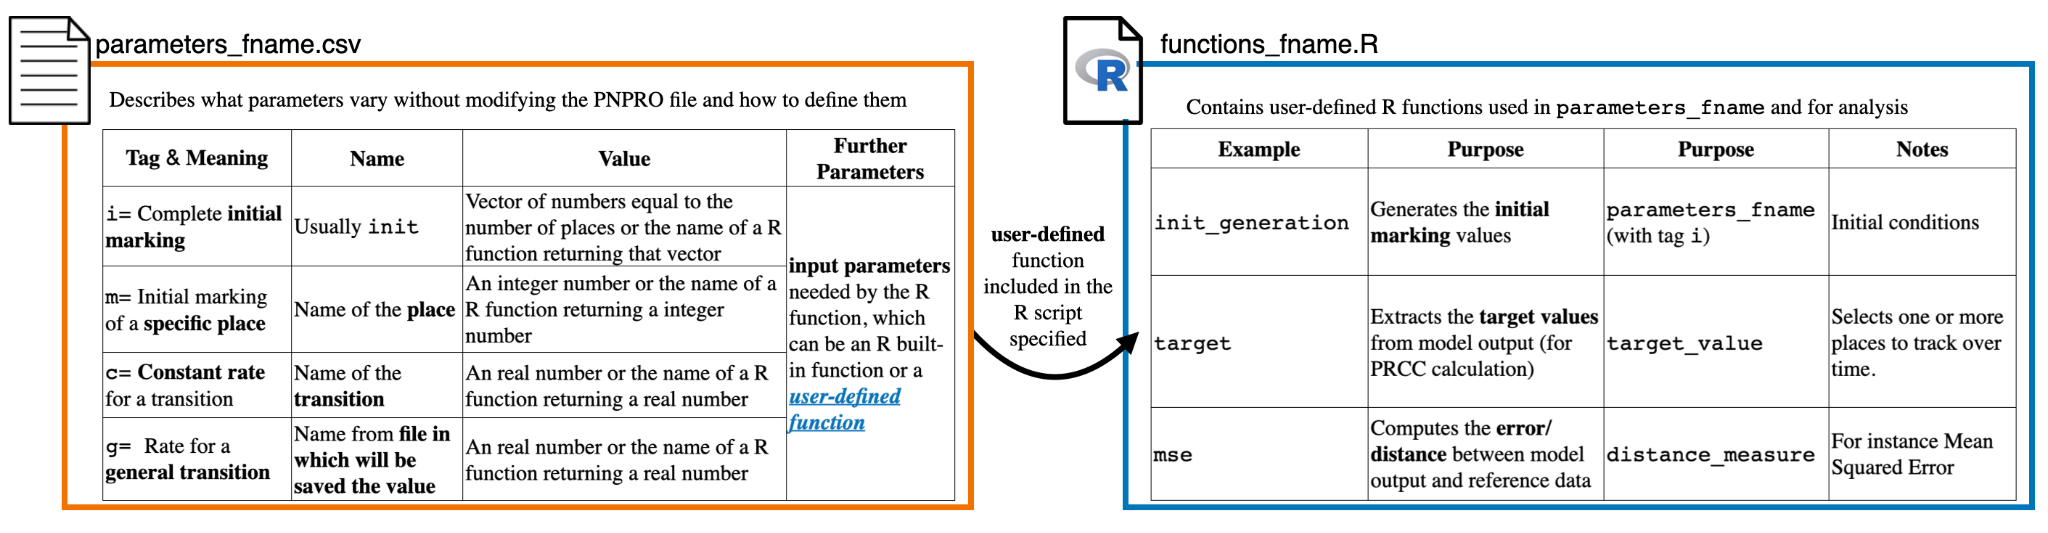 parameters_fname.csv
Describes what parameters vary without modifying the PNPRO file and how to define them
Tag & Meaning
Name
Value
Further
Parameters
i= Complete initial
marking
Usually init
Vector of numbers equal to the
number of places or the name of a R
function returning that vector
m= Initial marking
of a specific place
Name of the place
An integer number or the name of a
R function returning a integer
number
c= Constant rate
for a transition
Name of the
transition
An real number or the name of a R
function returning a real number
g= Rate for a
general transition
Name from file in
which will be
saved the value
An real number or the name of a R
function returning a real number
input parameters
needed by the R
function, which
can be an R built-
in function or a
user-defined
function
user-defined
function
included in the
R script
specified
R
functions_fname.R
Contains user-defined R functions used in parameters_fname and for analysis
Example
Purpose
Purpose
Notes
init_generation
Generates the initial
marking values
parameters_fname
(with tag i)
Initial conditions
target
Extracts the target values
from model output (for
PRCC calculation)
target_value
Selects one or more
places to track over
time.
mse
Computes the error/
distance between model
output and reference data
distance_measure
For instance Mean
Squared Error